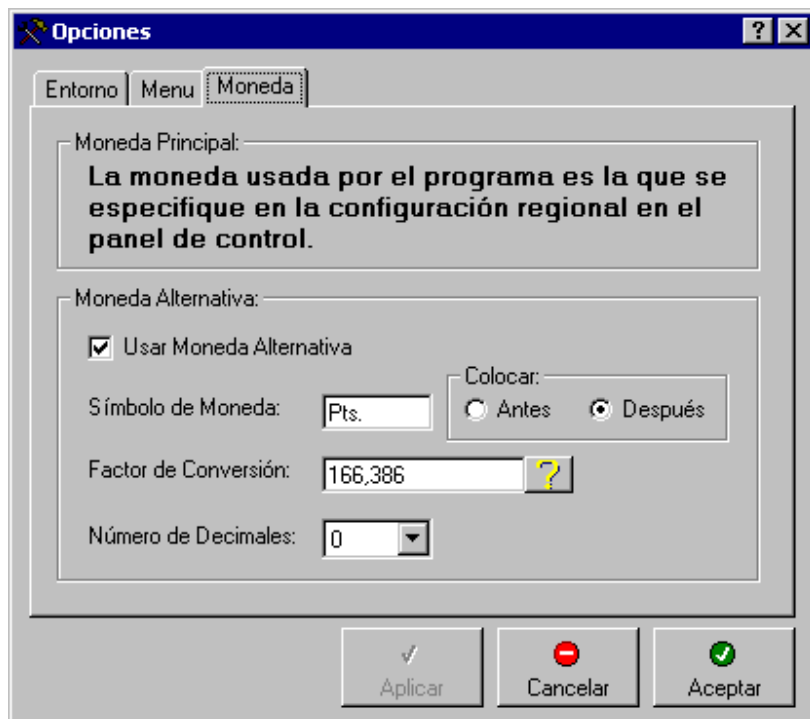 Opciones
Entorno Menu Moneda
Moneda Principal:
La moneda usada por el programa es la que se
especifique en la configuración regional en el
panel de control.
Moneda Alternativa:
Usar Moneda Alternativa
Colocar:
Símbolo de Moneda: Pts. Antes Después
Factor de Conversión: 166,386 ?
Número de Decimales: 0
Aplicar Cancelar Aceptar